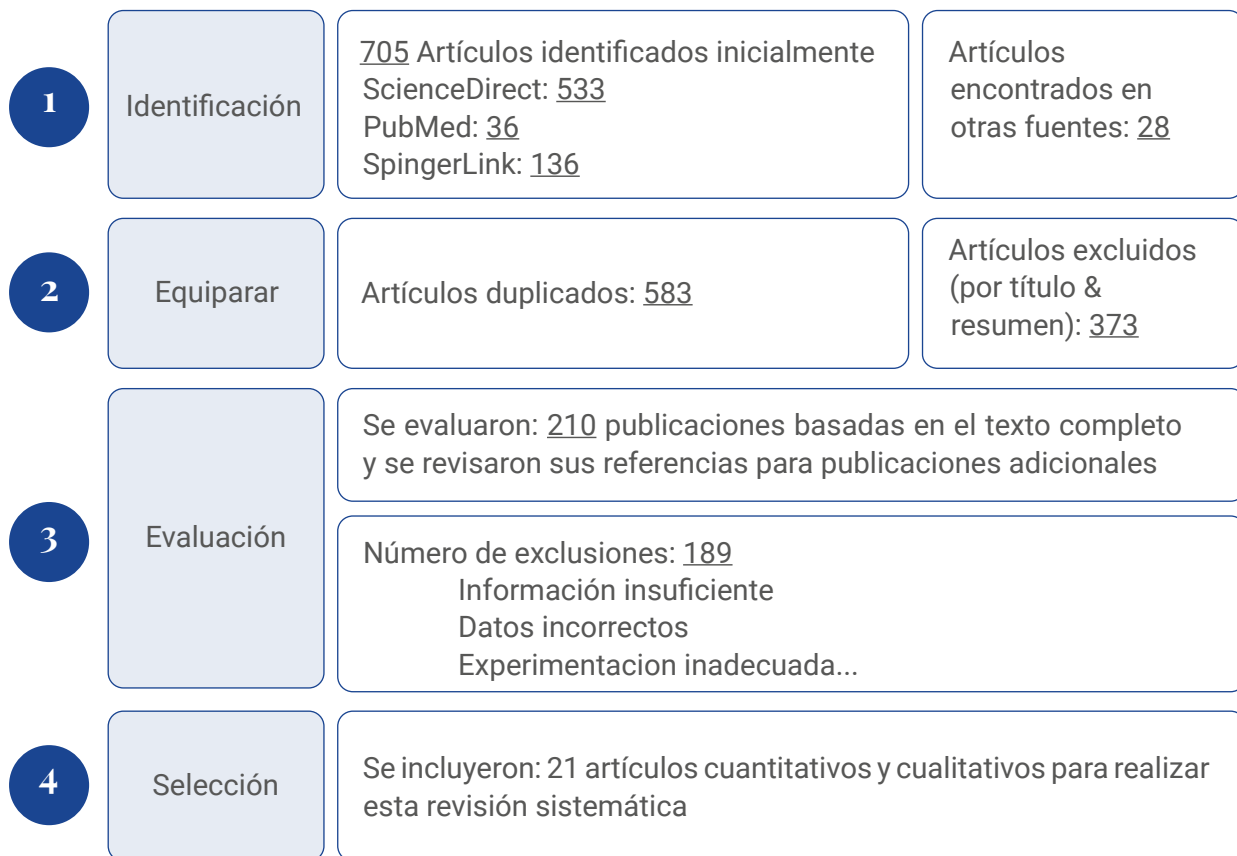 1
Identificación
705 Artículos identificados inicialmente
ScienceDirect: 533
PubMed: 36
SpingerLink: 136
Artículos
encontrados en
otras fuentes: 28
2
Equiparar
Artículos duplicados: 583
Artículos excluidos
(por título &
resumen): 373
3
Evaluación
Se evaluaron: 210 publicaciones basadas en el texto completo
y se revisaron sus referencias para publicaciones adicionales
Número de exclusiones: 189
Información insuficiente
Datos incorrectos
Experimentacion inadecuada...
4
Selección
Se incluyeron: 21 artículos cuantitativos y cualitativos para realizar
esta revisión sistemática